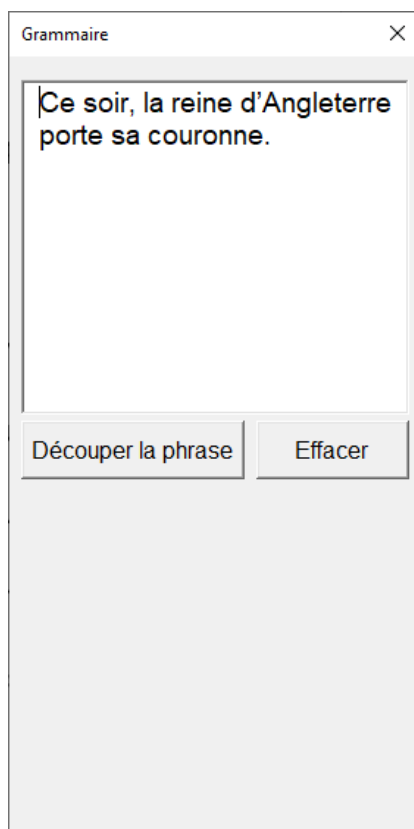 Grammaire
Ce soir, la reine d’Angleterre
porte sa couronne.
Découper la phrase
Effacer